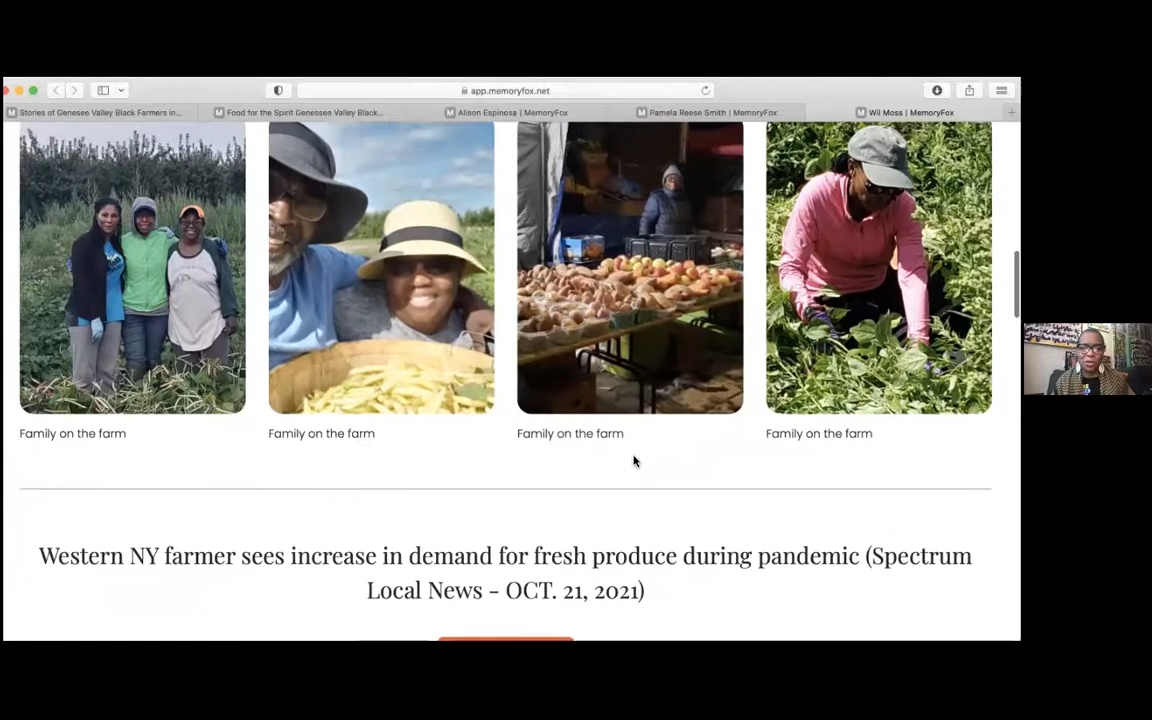 app.memoryfox.net
Stories of Genesee Valley Black Farmers in...
Food for the Spirit Genessee Valley Black...
Alison Espinosa | MemoryFox
Pamela Reese Smith | MemoryFox
Wil Moss | MemoryFox
Family on the farm
Family on the farm
Family on the farm
Family on the farm
Western NY farmer sees increase in demand for fresh produce during pandemic (Spectrum
Local News - OCT. 21, 2021)